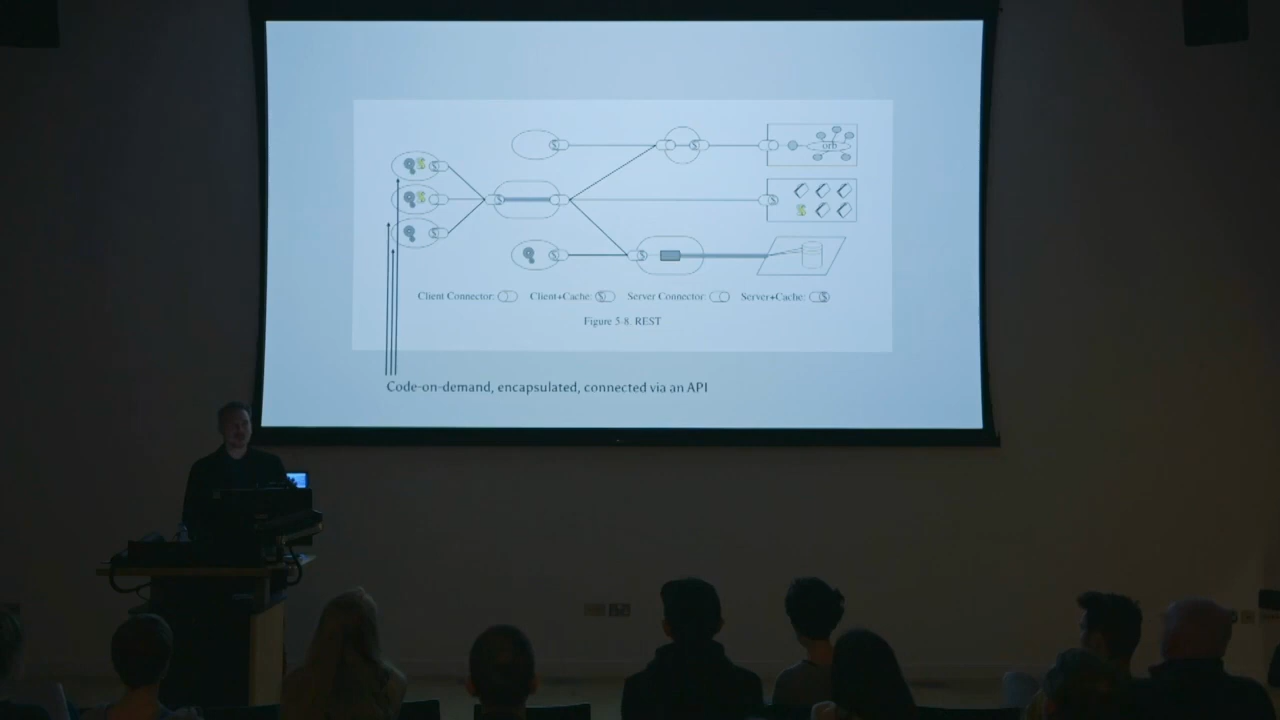 orb
Client Connector: Client+Cache: Server Connector: Server+Cache:
Figure 5-8. REST
Code-on-demand, encapsulated, connected via an API